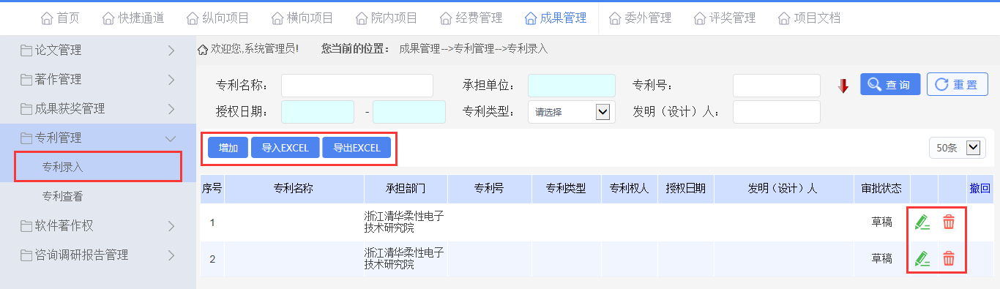 首页 快捷通道 纵向项目 横向项目 院内项目 经费管理 成果管理 委外管理 评奖管理 项目文档
论文管理
著作管理
成果获奖管理
专利管理
专利录入
专利查看
软件著作权
咨询调研报告管理
欢迎您,系统管理员! 您当前的位置： 成果管理-->专利管理-->专利录入
专利名称： 承担单位： 专利号： 查 询 重 置
授权日期： - 专利类型： 请选择 发明（设计）人：
增加 导入EXCEL 导出EXCEL 50条
序号 专利名称 承担部门 专利号 专利类型 专利权人 授权日期 发明（设计）人 审批状态 撤回
1 浙江清华柔性电子技术研究院 草稿
2 浙江清华柔性电子技术研究院 草稿